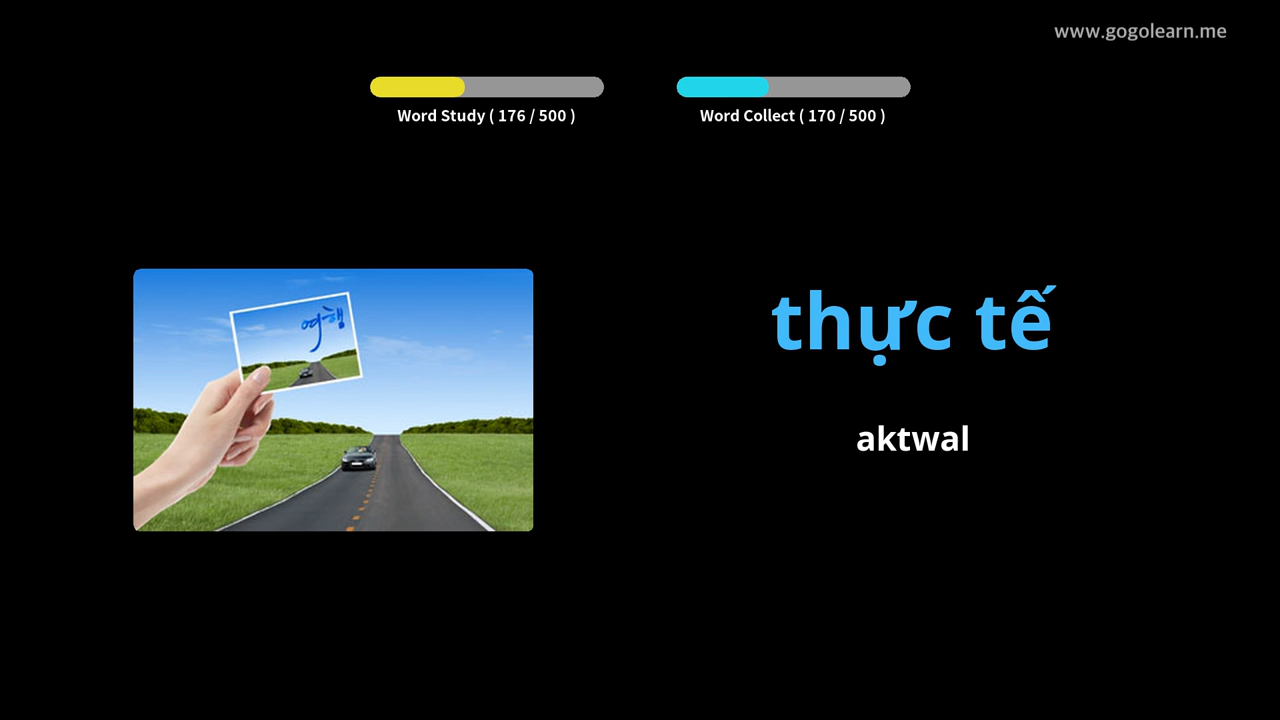 www.gogolearn.me
Word Study ( 176 / 500 )
Word Collect ( 170 / 500 )
여행
thực tế
aktwal